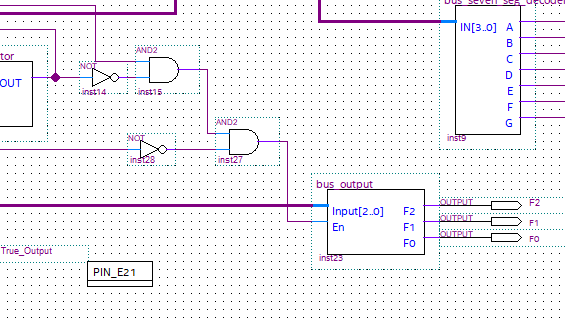 bus_seven_seg_decoder
IN[3..0] A
B
C
D
E
F
G
inst9
tor
OUT
NOT
inst14
AND2
inst15
AND2
inst27
NOT
inst28
bus_output
Input[2..0] F2
En F1
F0
inst23
OUTPUT F2
OUTPUT F1
OUTPUT F0
True_Output
PIN_E21